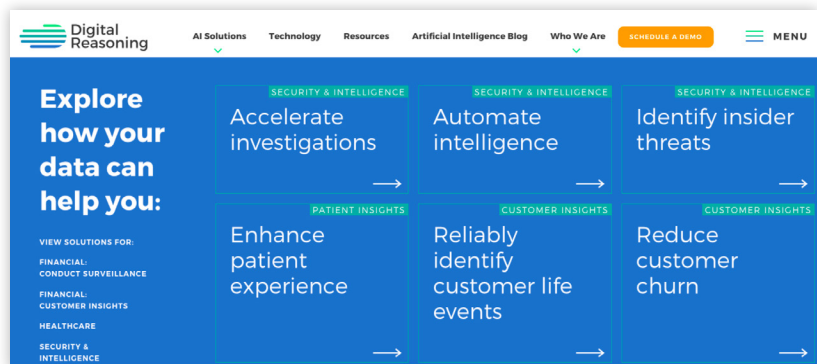 Digital
Reasoning
AI Solutions
Technology
Resources
Artificial Intelligence Blog
Who We Are
SCHEDULE A DEMO
MENU
Explore
how your
data can
help you:
VIEW SOLUTIONS FOR:
FINANCIAL:
CONDUCT SURVEILLANCE
FINANCIAL:
CUSTOMER INSIGHTS
HEALTHCARE
SECURITY &
INTELLIGENCE
SECURITY & INTELLIGENCE
Accelerate
investigations
SECURITY & INTELLIGENCE
Automate
intelligence
SECURITY & INTELLIGENCE
Identify insider
threats
PATIENT INSIGHTS
Enhance
patient
experience
CUSTOMER INSIGHTS
Reliably
identify
customer life
events
CUSTOMER INSIGHTS
Reduce
customer
churn